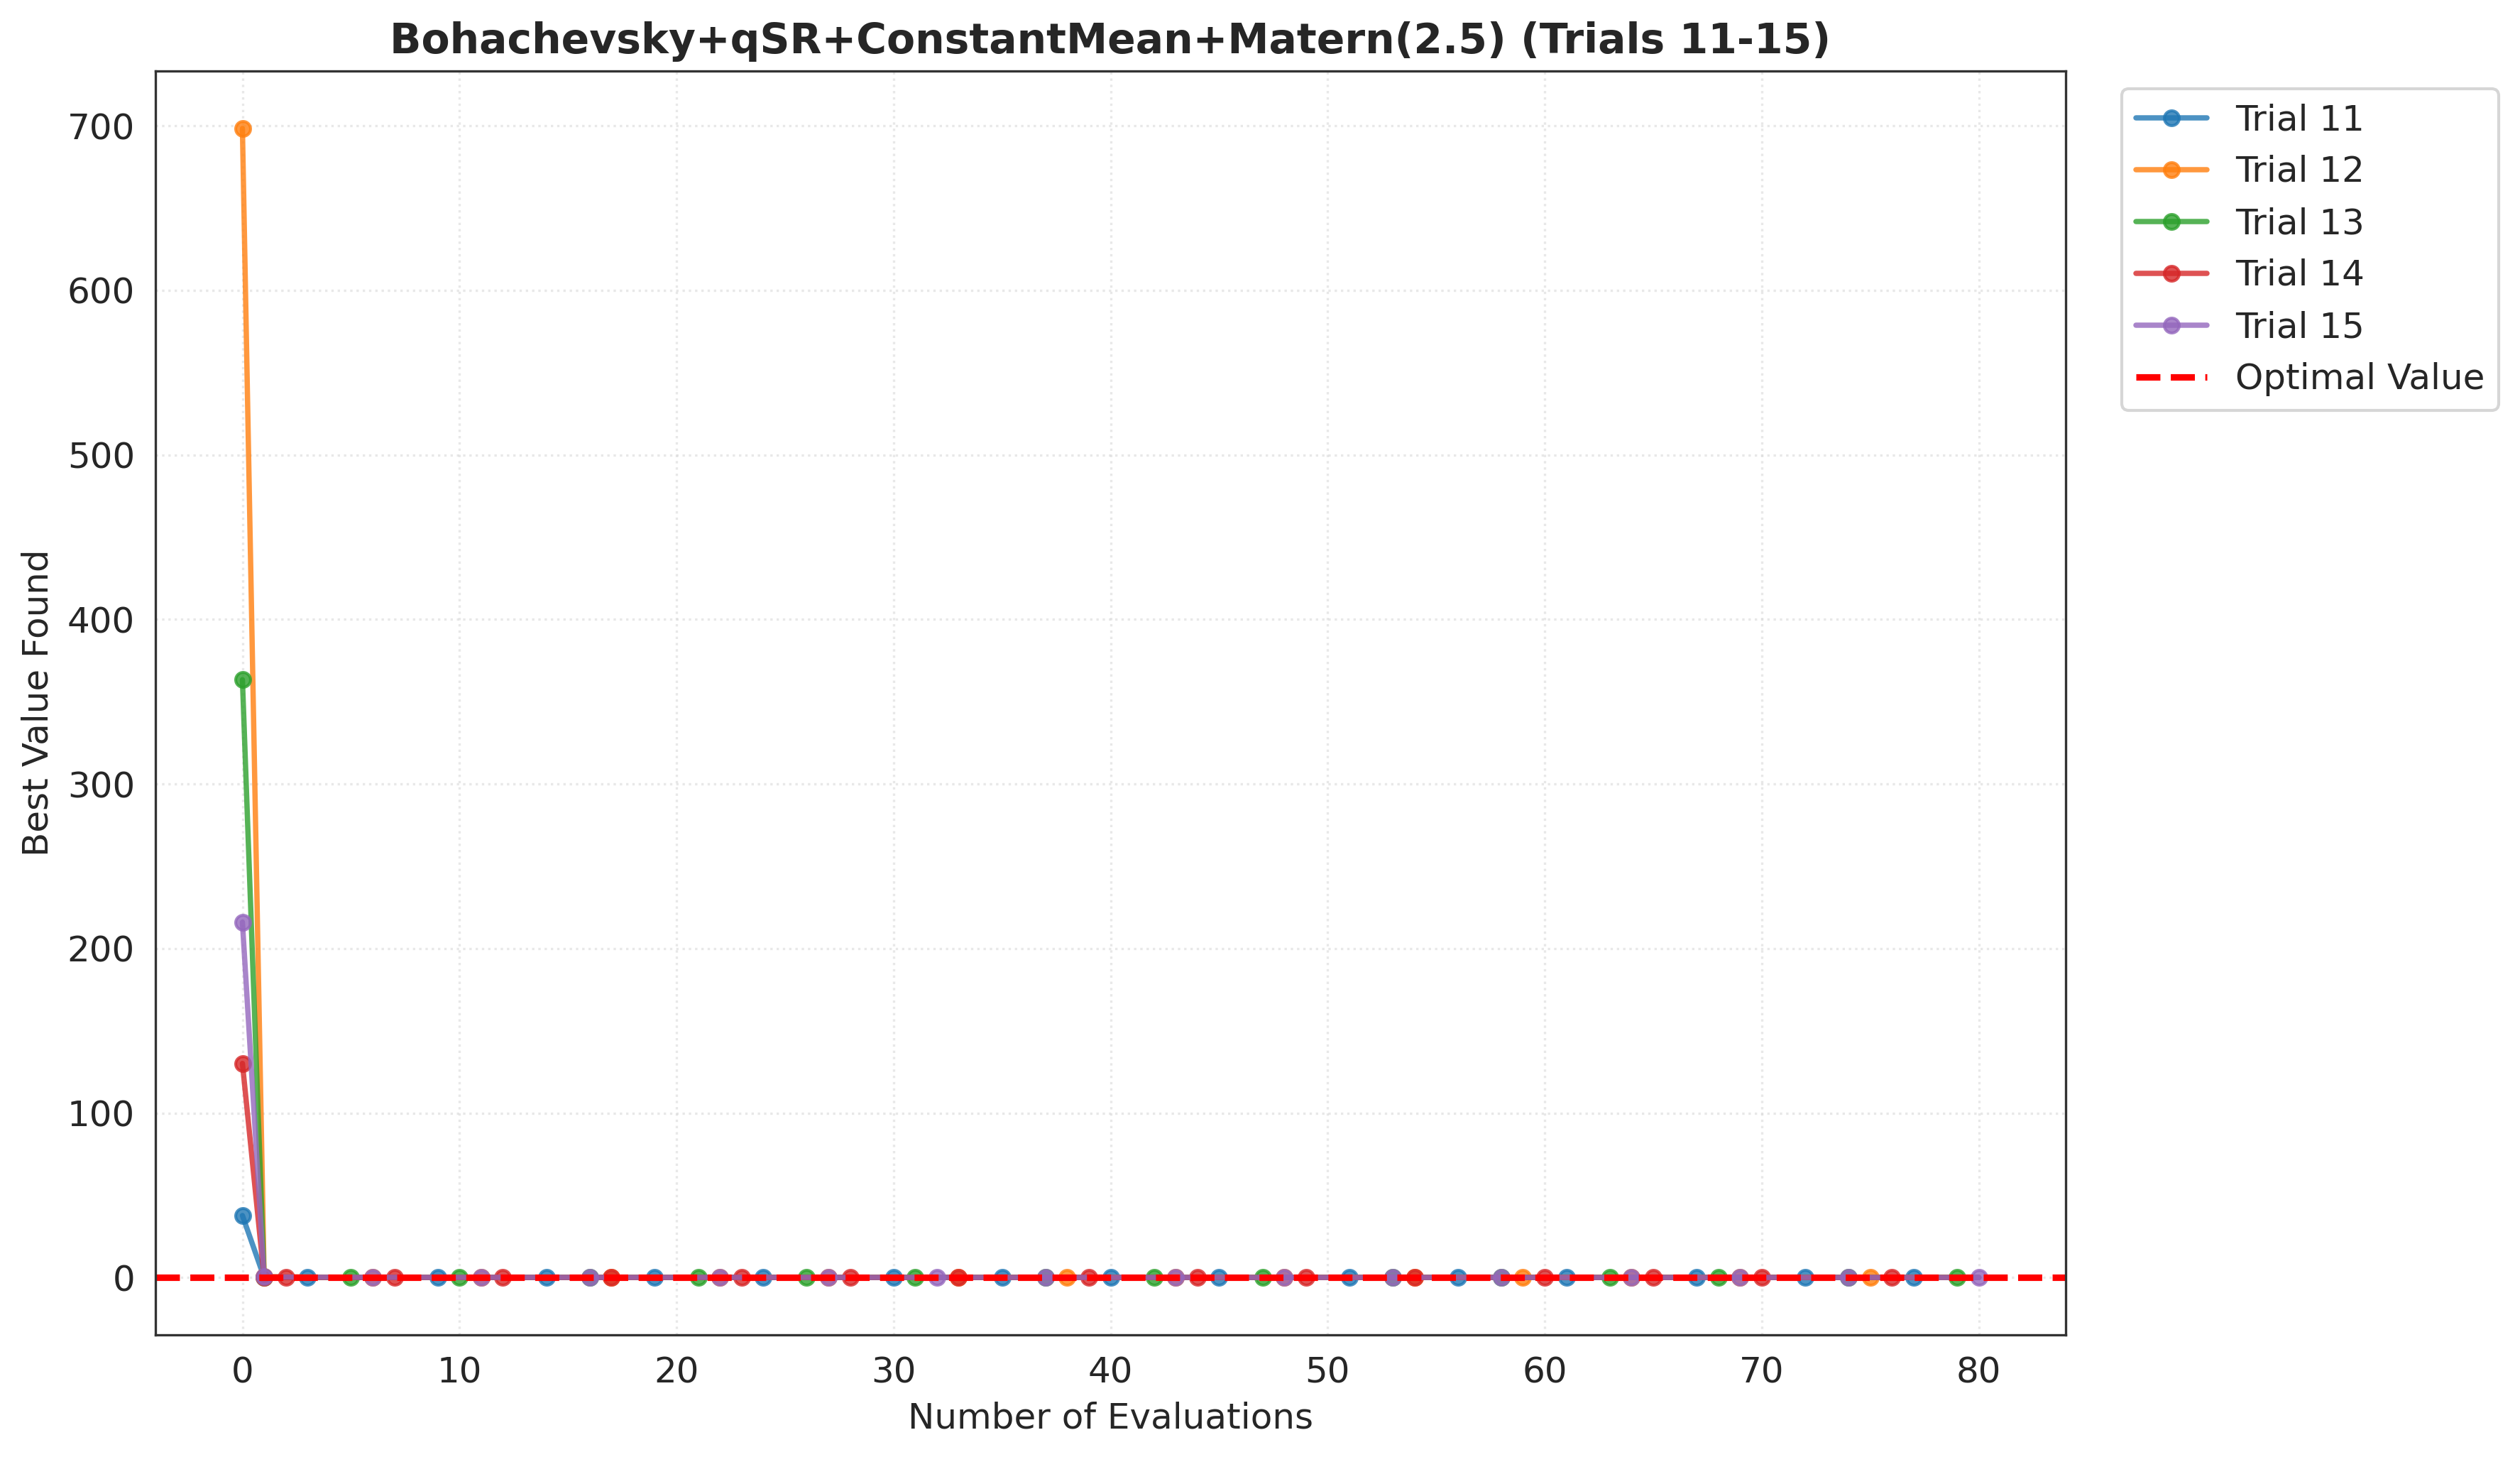 Bohachevsky+qSR+ConstantMean+Matern(2.5) (Trials 11-15)
Best Value Found
700
600
500
400
300
200
100
0
0 10 20 30 40 50 60 70 80
Number of Evaluations
Trial 11
Trial 12
Trial 13
Trial 14
Trial 15
Optimal Value